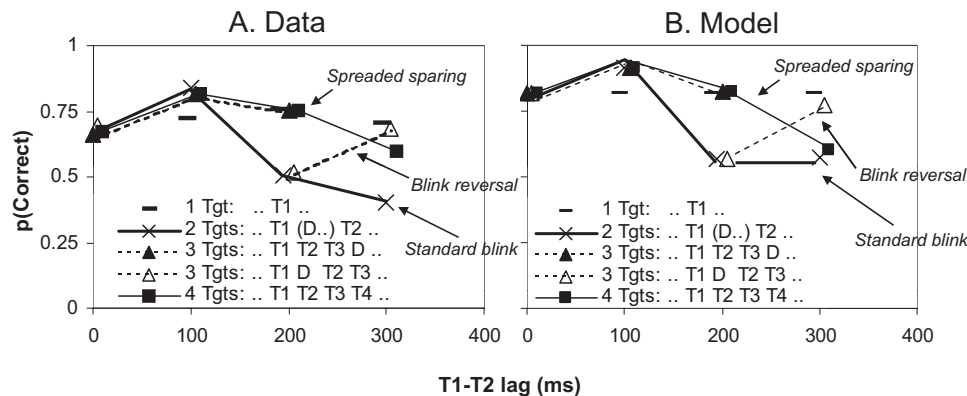 A. Data
B. Model
p(Correct)
1
0.75
0.5
0.25
0
Spreaded sparing
Blink reversal
Standard blink
1 Tgt: .. T1 ..
2 Tgts: .. T1 (D..) T2 ..
3 Tgts: .. T1 T2 T3 D ..
3 Tgts: .. T1 D T2 T3 ..
4 Tgts: .. T1 T2 T3 T4 ..
0 100 200 300 400
Spreaded sparing
Blink reversal
Standard blink
1 Tgt: .. T1 ..
2 Tgts: .. T1 (D..) T2 ..
3 Tgts: .. T1 T2 T3 D ..
3 Tgts: .. T1 D T2 T3 ..
4 Tgts: .. T1 T2 T3 T4 ..
0 100 200 300 400
T1-T2 lag (ms)